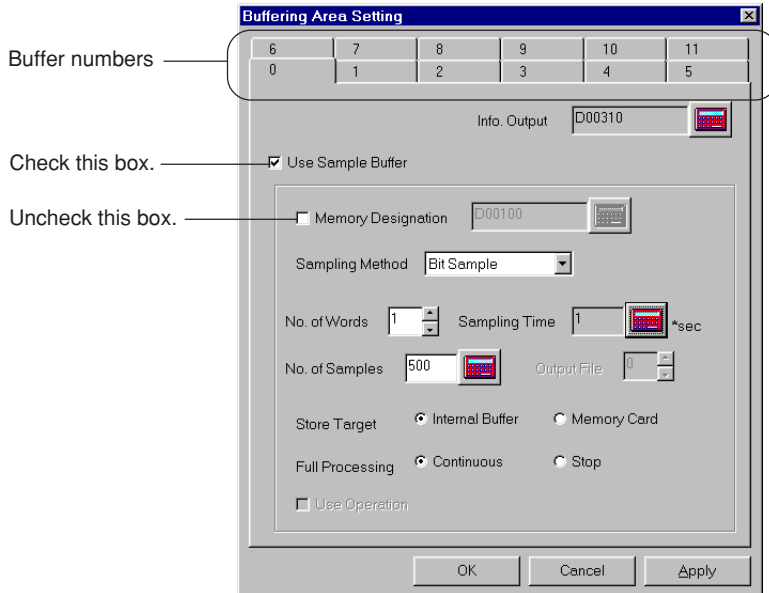 Buffering Area Setting
Buffer numbers
6 7 8 9 10 11
0 1 2 3 4 5
Info. Output D00310
Check this box.
Use Sample Buffer
Uncheck this box.
Memory Designation D00100
Sampling Method Bit Sample
No. of Words 1 Sampling Time 1 *sec
No. of Samples 500 Output File 0
Store Target Internal Buffer Memory Card
Full Processing Continuous Stop
Use Operation
OK Cancel Apply